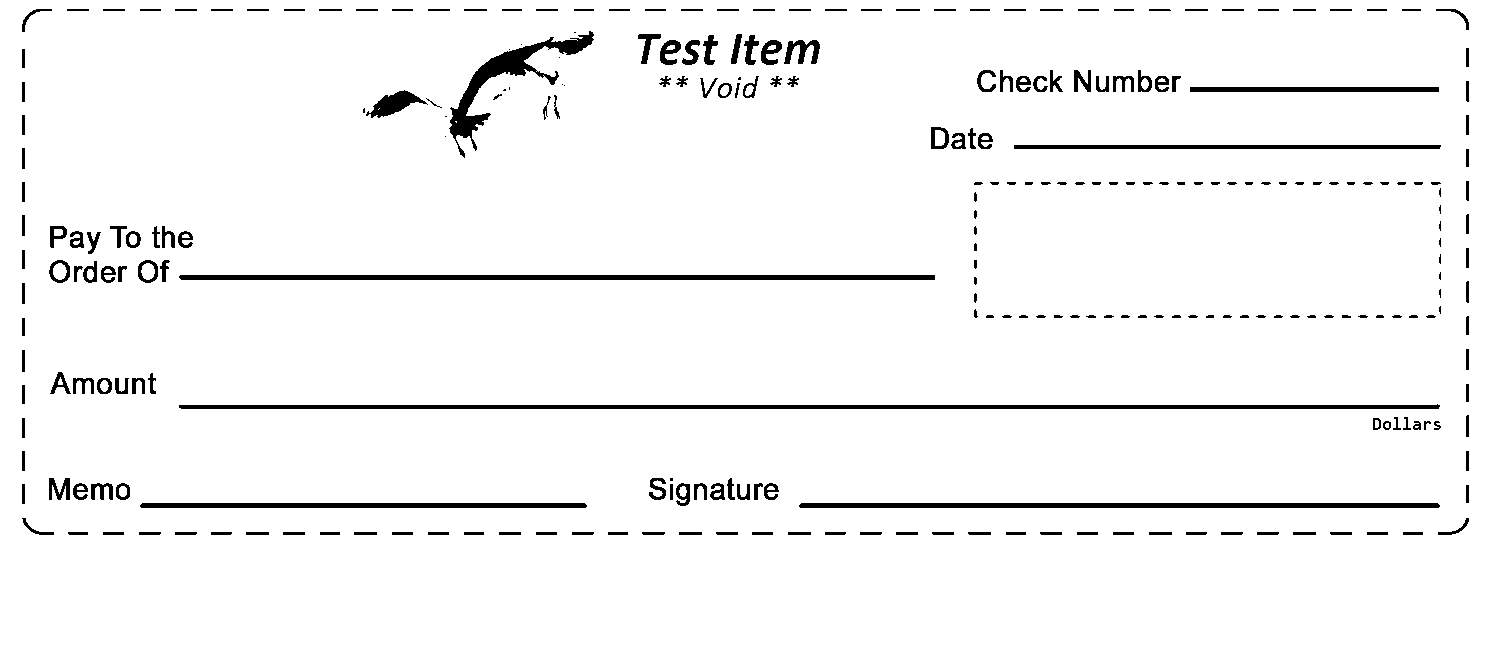 Test Item
** Void **
Check Number
Date
Pay To the
Order Of
Amount
Dollars
Memo
Signature